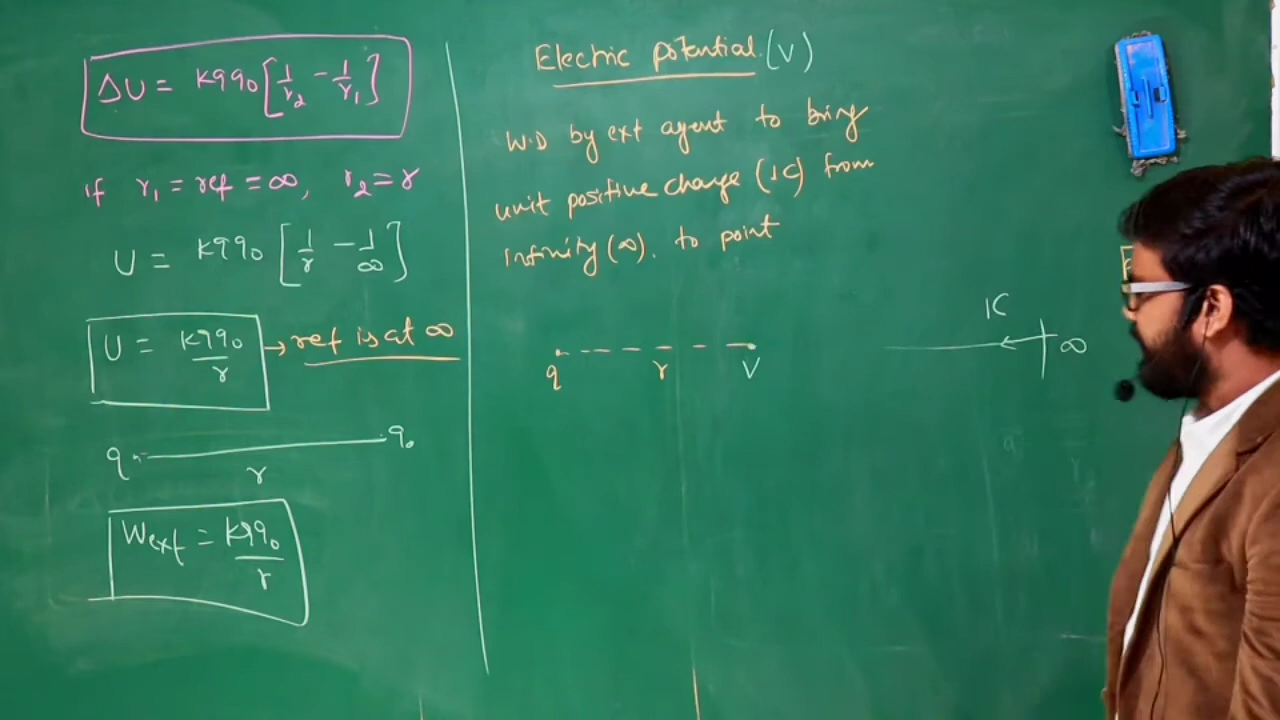 ΔU = Kqq₀[1/r₂ − 1/r₁]
if r₁ = ref = ∞, r₂ = r
U = Kqq₀[1/r − 1/∞]
U = Kqq₀/r → ref is at ∞
q r q₀
Wext = Kqq₀/r
Electric potential (V)
W.D by ext agent to bring
unit positive charge (1C) from
infinity (∞). to point
q r V
1C
∞